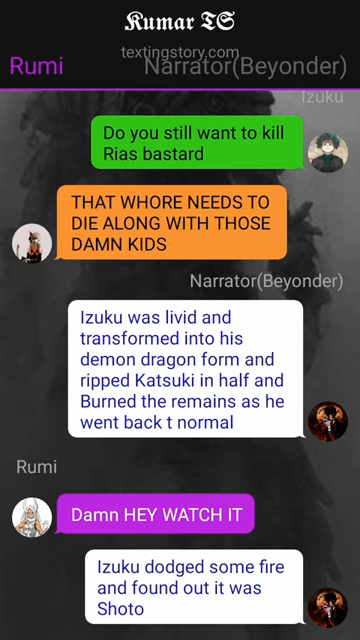 Kumar TS
textingstory.com
Rumi
Narrator(Beyonder)
Izuku
Do you still want to kill
Rias bastard
THAT WHORE NEEDS TO
DIE ALONG WITH THOSE
DAMN KIDS
Narrator(Beyonder)
Izuku was livid and
transformed into his
demon dragon form and
ripped Katsuki in half and
Burned the remains as he
went back t normal
Rumi
Damn HEY WATCH IT
Izuku dodged some fire
and found out it was
Shoto